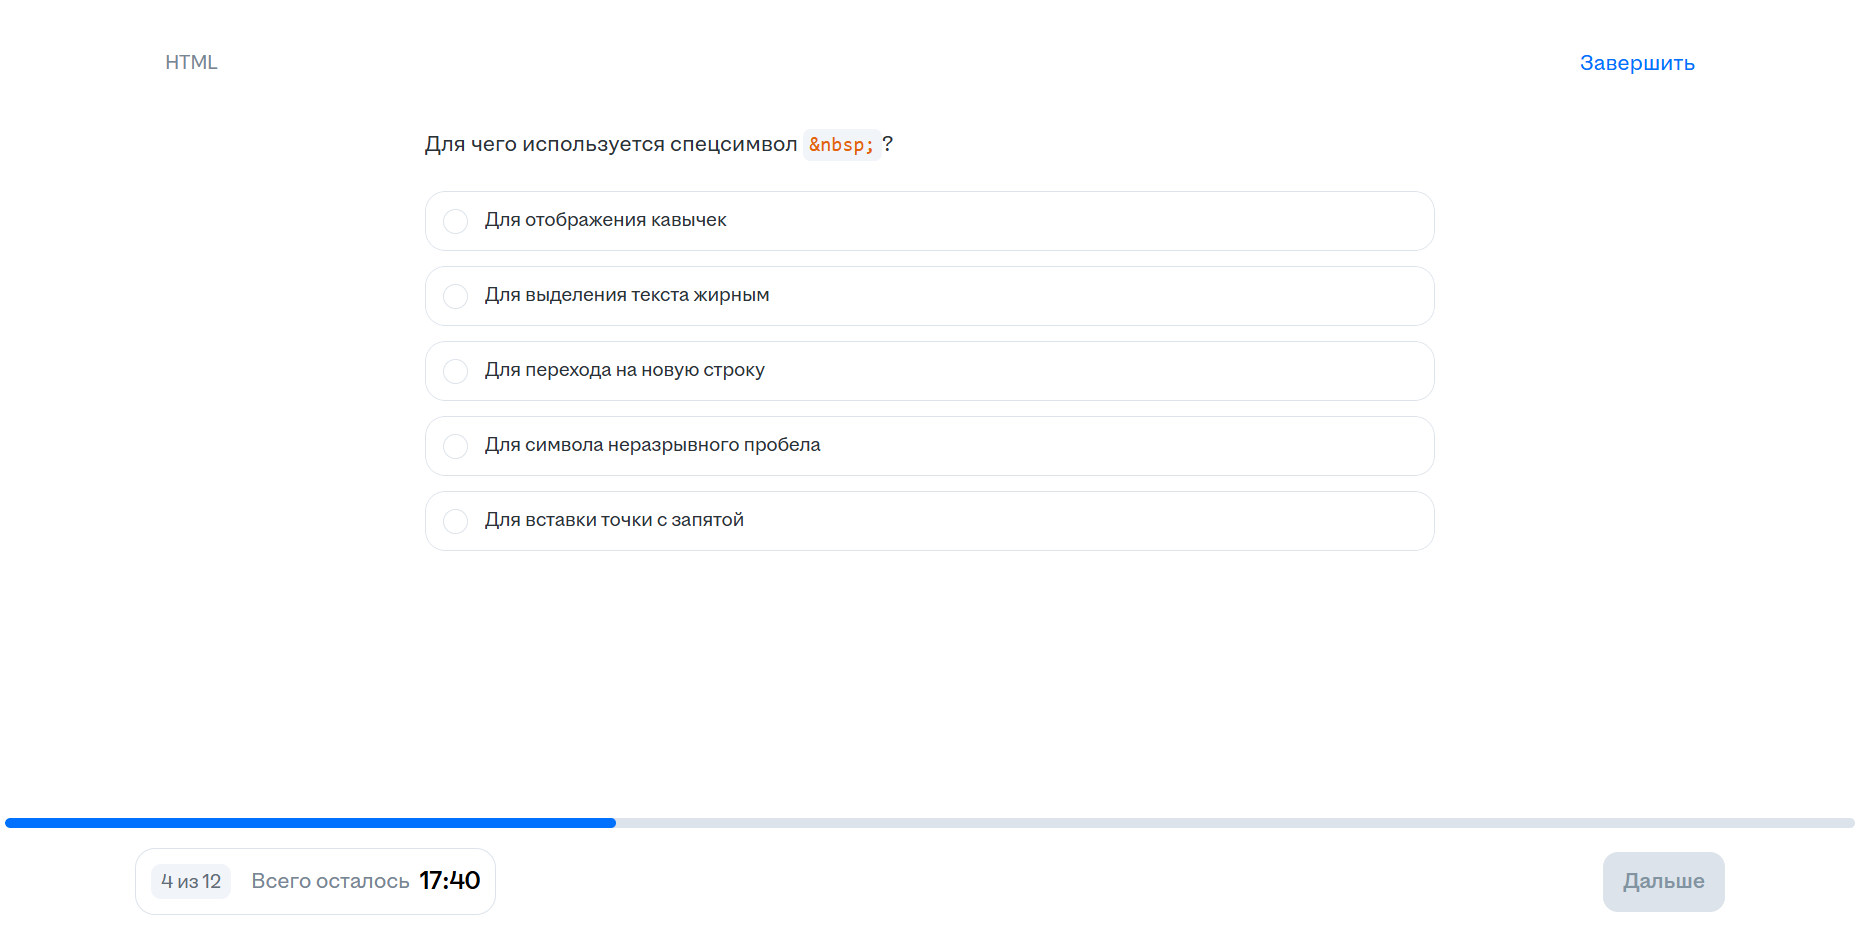 HTML
Завершить
Для чего используется спецсимвол &nbsp; ?
Для отображения кавычек
Для выделения текста жирным
Для перехода на новую строку
Для символа неразрывного пробела
Для вставки точки с запятой
4 из 12 Всего осталось 17:40
Дальше